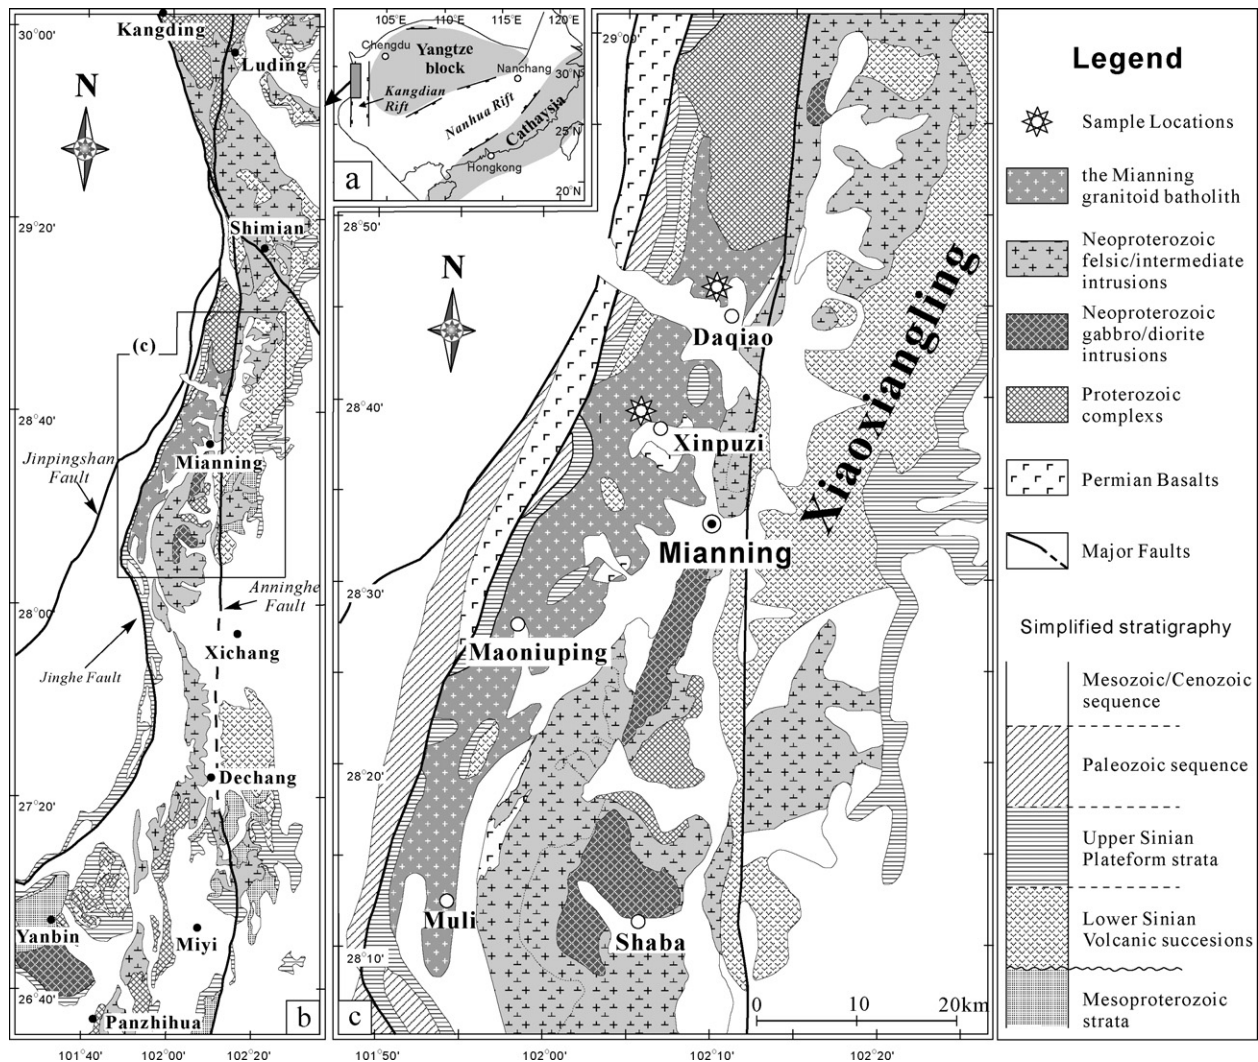 30°00'
Kangding
Luding
N
29°20'
Shimian
(c)
28°40'
Jinpingshan
Fault
Mianning
Anninghe
Fault
28°00'
Xichang
Jinghe Fault
Dechang
27°20'
Yanbin
Miyi
26°40'
Panzhihua
b
101°40'
102°00'
102°20'
105°E
110°E
115°E
120°E
Chengdu
Yangtze
block
Nanchang
30°N
Kangdian
Rift
Nanhua Rift
Cathaysia
25°N
Hongkong
20°N
a
29°00'
28°50'
N
Daqiao
Xiaoxiangling
28°40'
Xinpuzi
Mianning
28°30'
Maoniuping
28°20'
Muli
Shaba
28°10'
0
10
20km
c
101°50'
102°00'
102°10'
102°20'
Legend
Sample Locations
the Mianning
granitoid batholith
Neoproterozoic
felsic/intermediate
intrusions
Neoproterozoic
gabbro/diorite
intrusions
Proterozoic
complexs
Permian Basalts
Major Faults
Simplified stratigraphy
Mesozoic/Cenozoic
sequence
Paleozoic sequence
Upper Sinian
Plateform strata
Lower Sinian
Volcanic succesions
Mesoproterozoic
strata